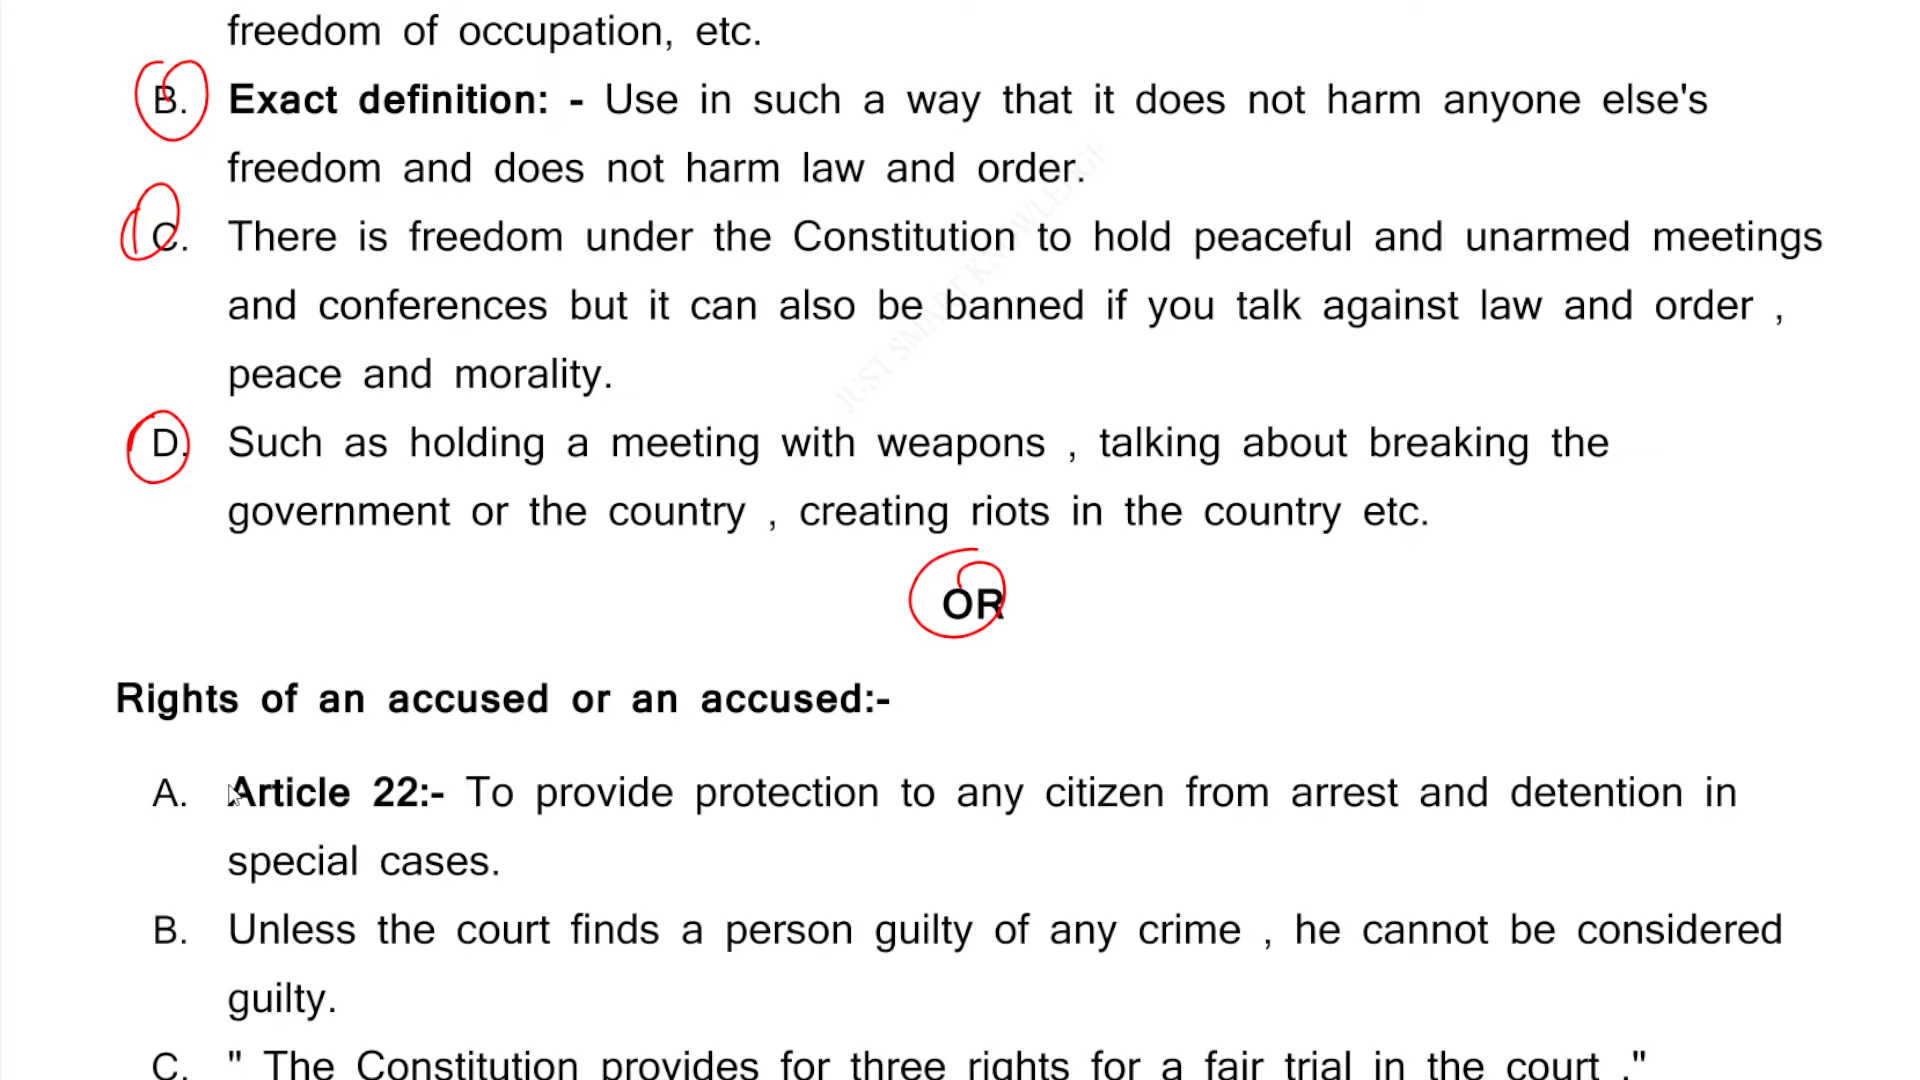 freedom of occupation, etc.
B. Exact definition: - Use in such a way that it does not harm anyone else's
freedom and does not harm law and order.
C. There is freedom under the Constitution to hold peaceful and unarmed meetings
and conferences but it can also be banned if you talk against law and order ,
peace and morality.
JUST SMART KNOWLEDGE
D. Such as holding a meeting with weapons , talking about breaking the
government or the country , creating riots in the country etc.
OR
Rights of an accused or an accused:-
A. Article 22:- To provide protection to any citizen from arrest and detention in
special cases.
B. Unless the court finds a person guilty of any crime , he cannot be considered
guilty.
C. " The Constitution provides for three rights for a fair trial in the court ."